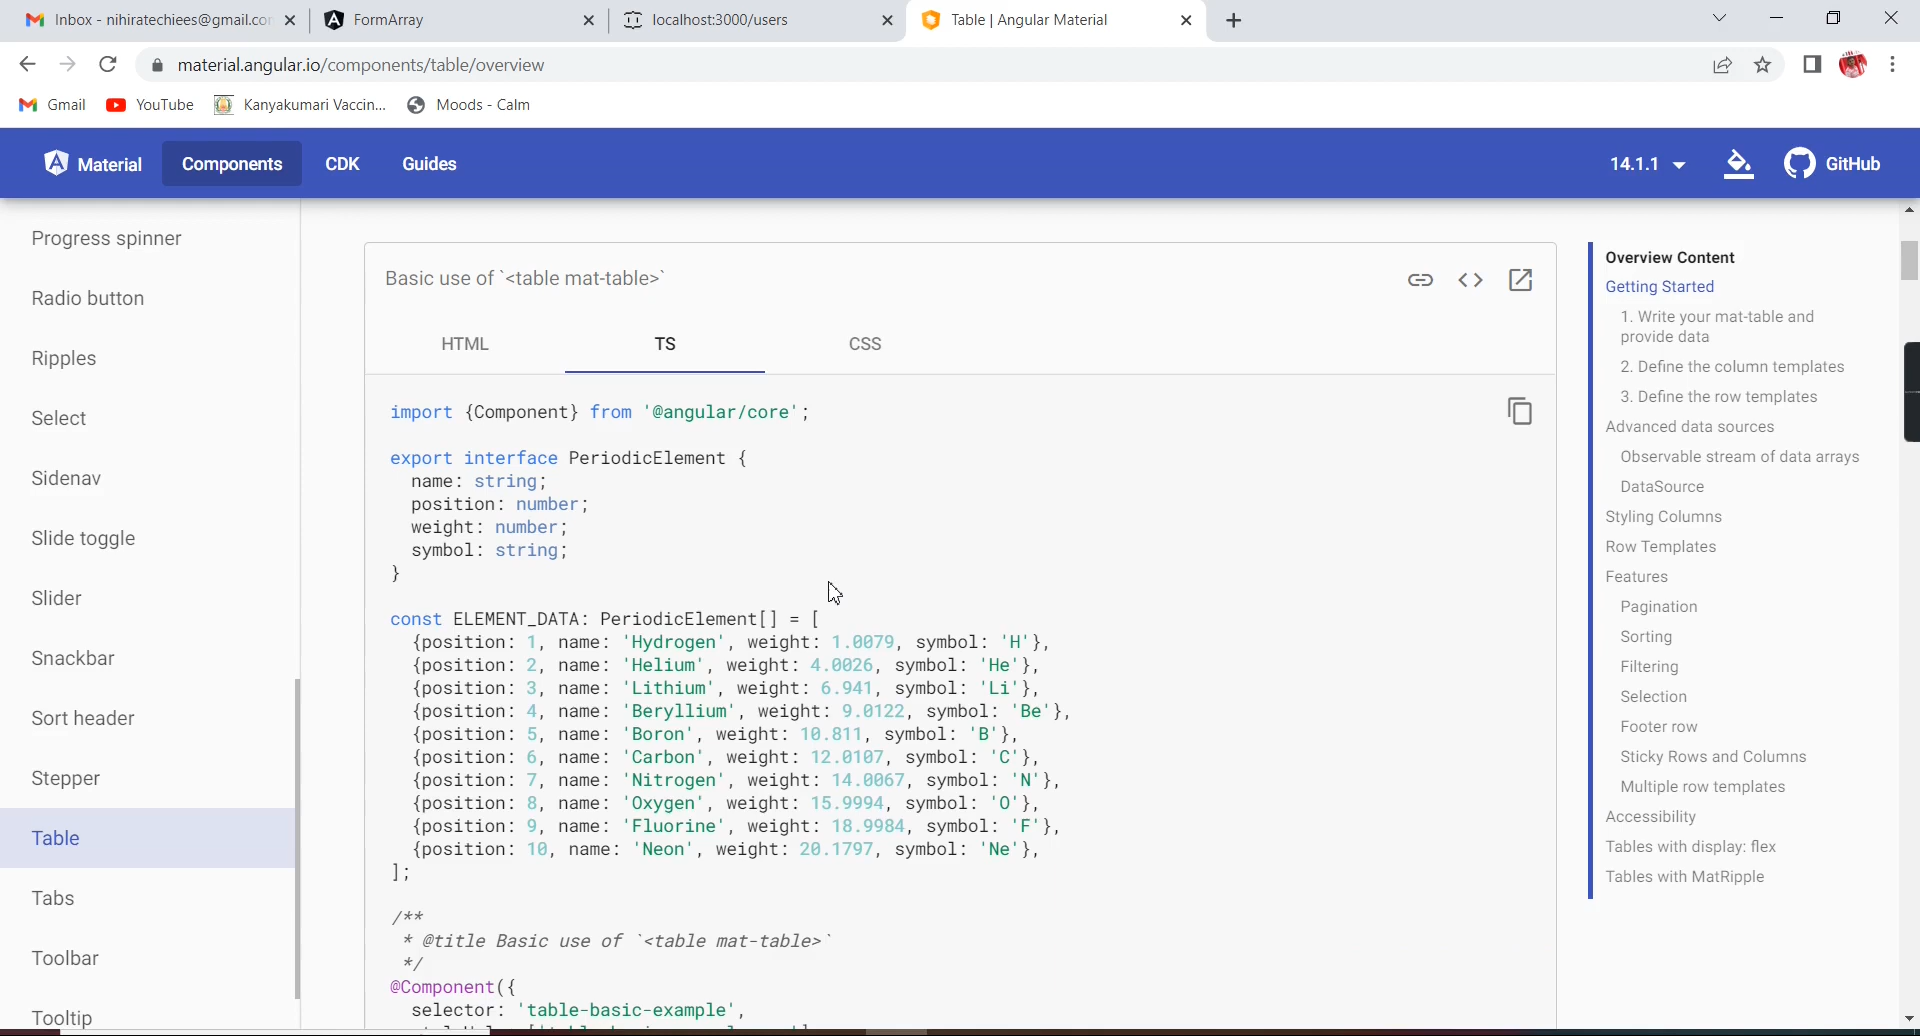 Inbox - nihiratechiees@gmail.com
FormArray
localhost:3000/users
Table | Angular Material
material.angular.io/components/table/overview
Gmail
YouTube
Kanyakumari Vaccin...
Moods - Calm
Material
Components
CDK
Guides
14.1.1
GitHub
Progress spinner
Radio button
Ripples
Select
Sidenav
Slide toggle
Slider
Snackbar
Sort header
Stepper
Table
Tabs
Toolbar
Tooltip
Basic use of `<table mat-table>`
HTML
TS
CSS
import {Component} from '@angular/core';
export interface PeriodicElement {
name: string;
position: number;
weight: number;
symbol: string;
}
const ELEMENT_DATA: PeriodicElement[] = [
{position: 1, name: 'Hydrogen', weight: 1.0079, symbol: 'H'},
{position: 2, name: 'Helium', weight: 4.0026, symbol: 'He'},
{position: 3, name: 'Lithium', weight: 6.941, symbol: 'Li'},
{position: 4, name: 'Beryllium', weight: 9.0122, symbol: 'Be'},
{position: 5, name: 'Boron', weight: 10.811, symbol: 'B'},
{position: 6, name: 'Carbon', weight: 12.0107, symbol: 'C'},
{position: 7, name: 'Nitrogen', weight: 14.0067, symbol: 'N'},
{position: 8, name: 'Oxygen', weight: 15.9994, symbol: 'O'},
{position: 9, name: 'Fluorine', weight: 18.9984, symbol: 'F'},
{position: 10, name: 'Neon', weight: 20.1797, symbol: 'Ne'},
];
/**
* @title Basic use of `<table mat-table>`
*/
@Component({
selector: 'table-basic-example',
Overview Content
Getting Started
1. Write your mat-table and
provide data
2. Define the column templates
3. Define the row templates
Advanced data sources
Observable stream of data arrays
DataSource
Styling Columns
Row Templates
Features
Pagination
Sorting
Filtering
Selection
Footer row
Sticky Rows and Columns
Multiple row templates
Accessibility
Tables with display: flex
Tables with MatRipple